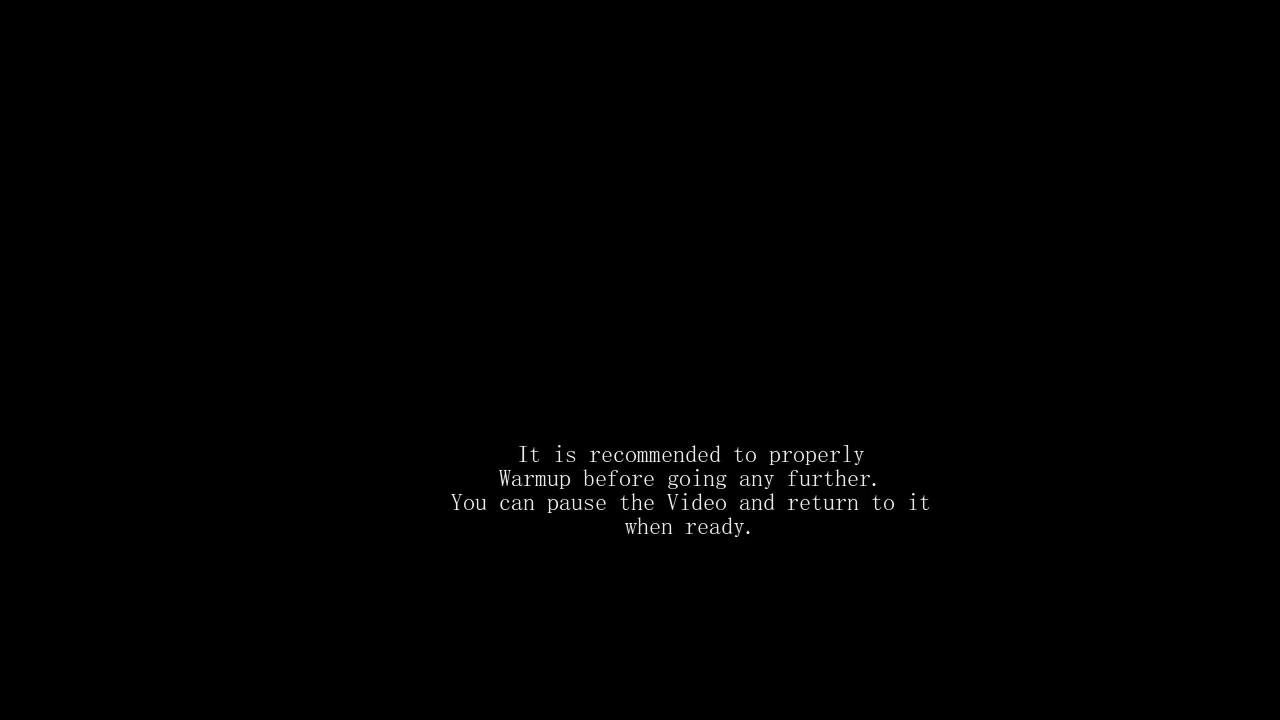 It is recommended to properly
Warmup before going any further.
You can pause the Video and return to it
when ready.